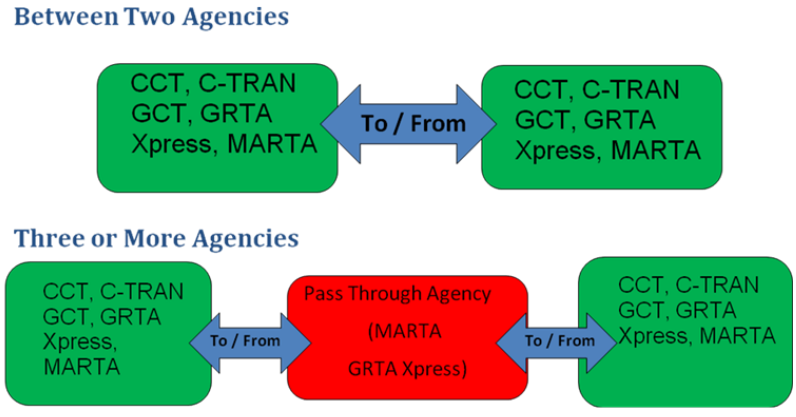 Between Two Agencies
CCT, C-TRAN
GCT, GRTA
Xpress, MARTA
To / From
CCT, C-TRAN
GCT, GRTA
Xpress, MARTA
Three or More Agencies
CCT, C-TRAN
GCT, GRTA
Xpress,
MARTA
To / From
Pass Through Agency
(MARTA
GRTA Xpress)
To / From
CCT, C-TRAN
GCT, GRTA
Xpress, MARTA